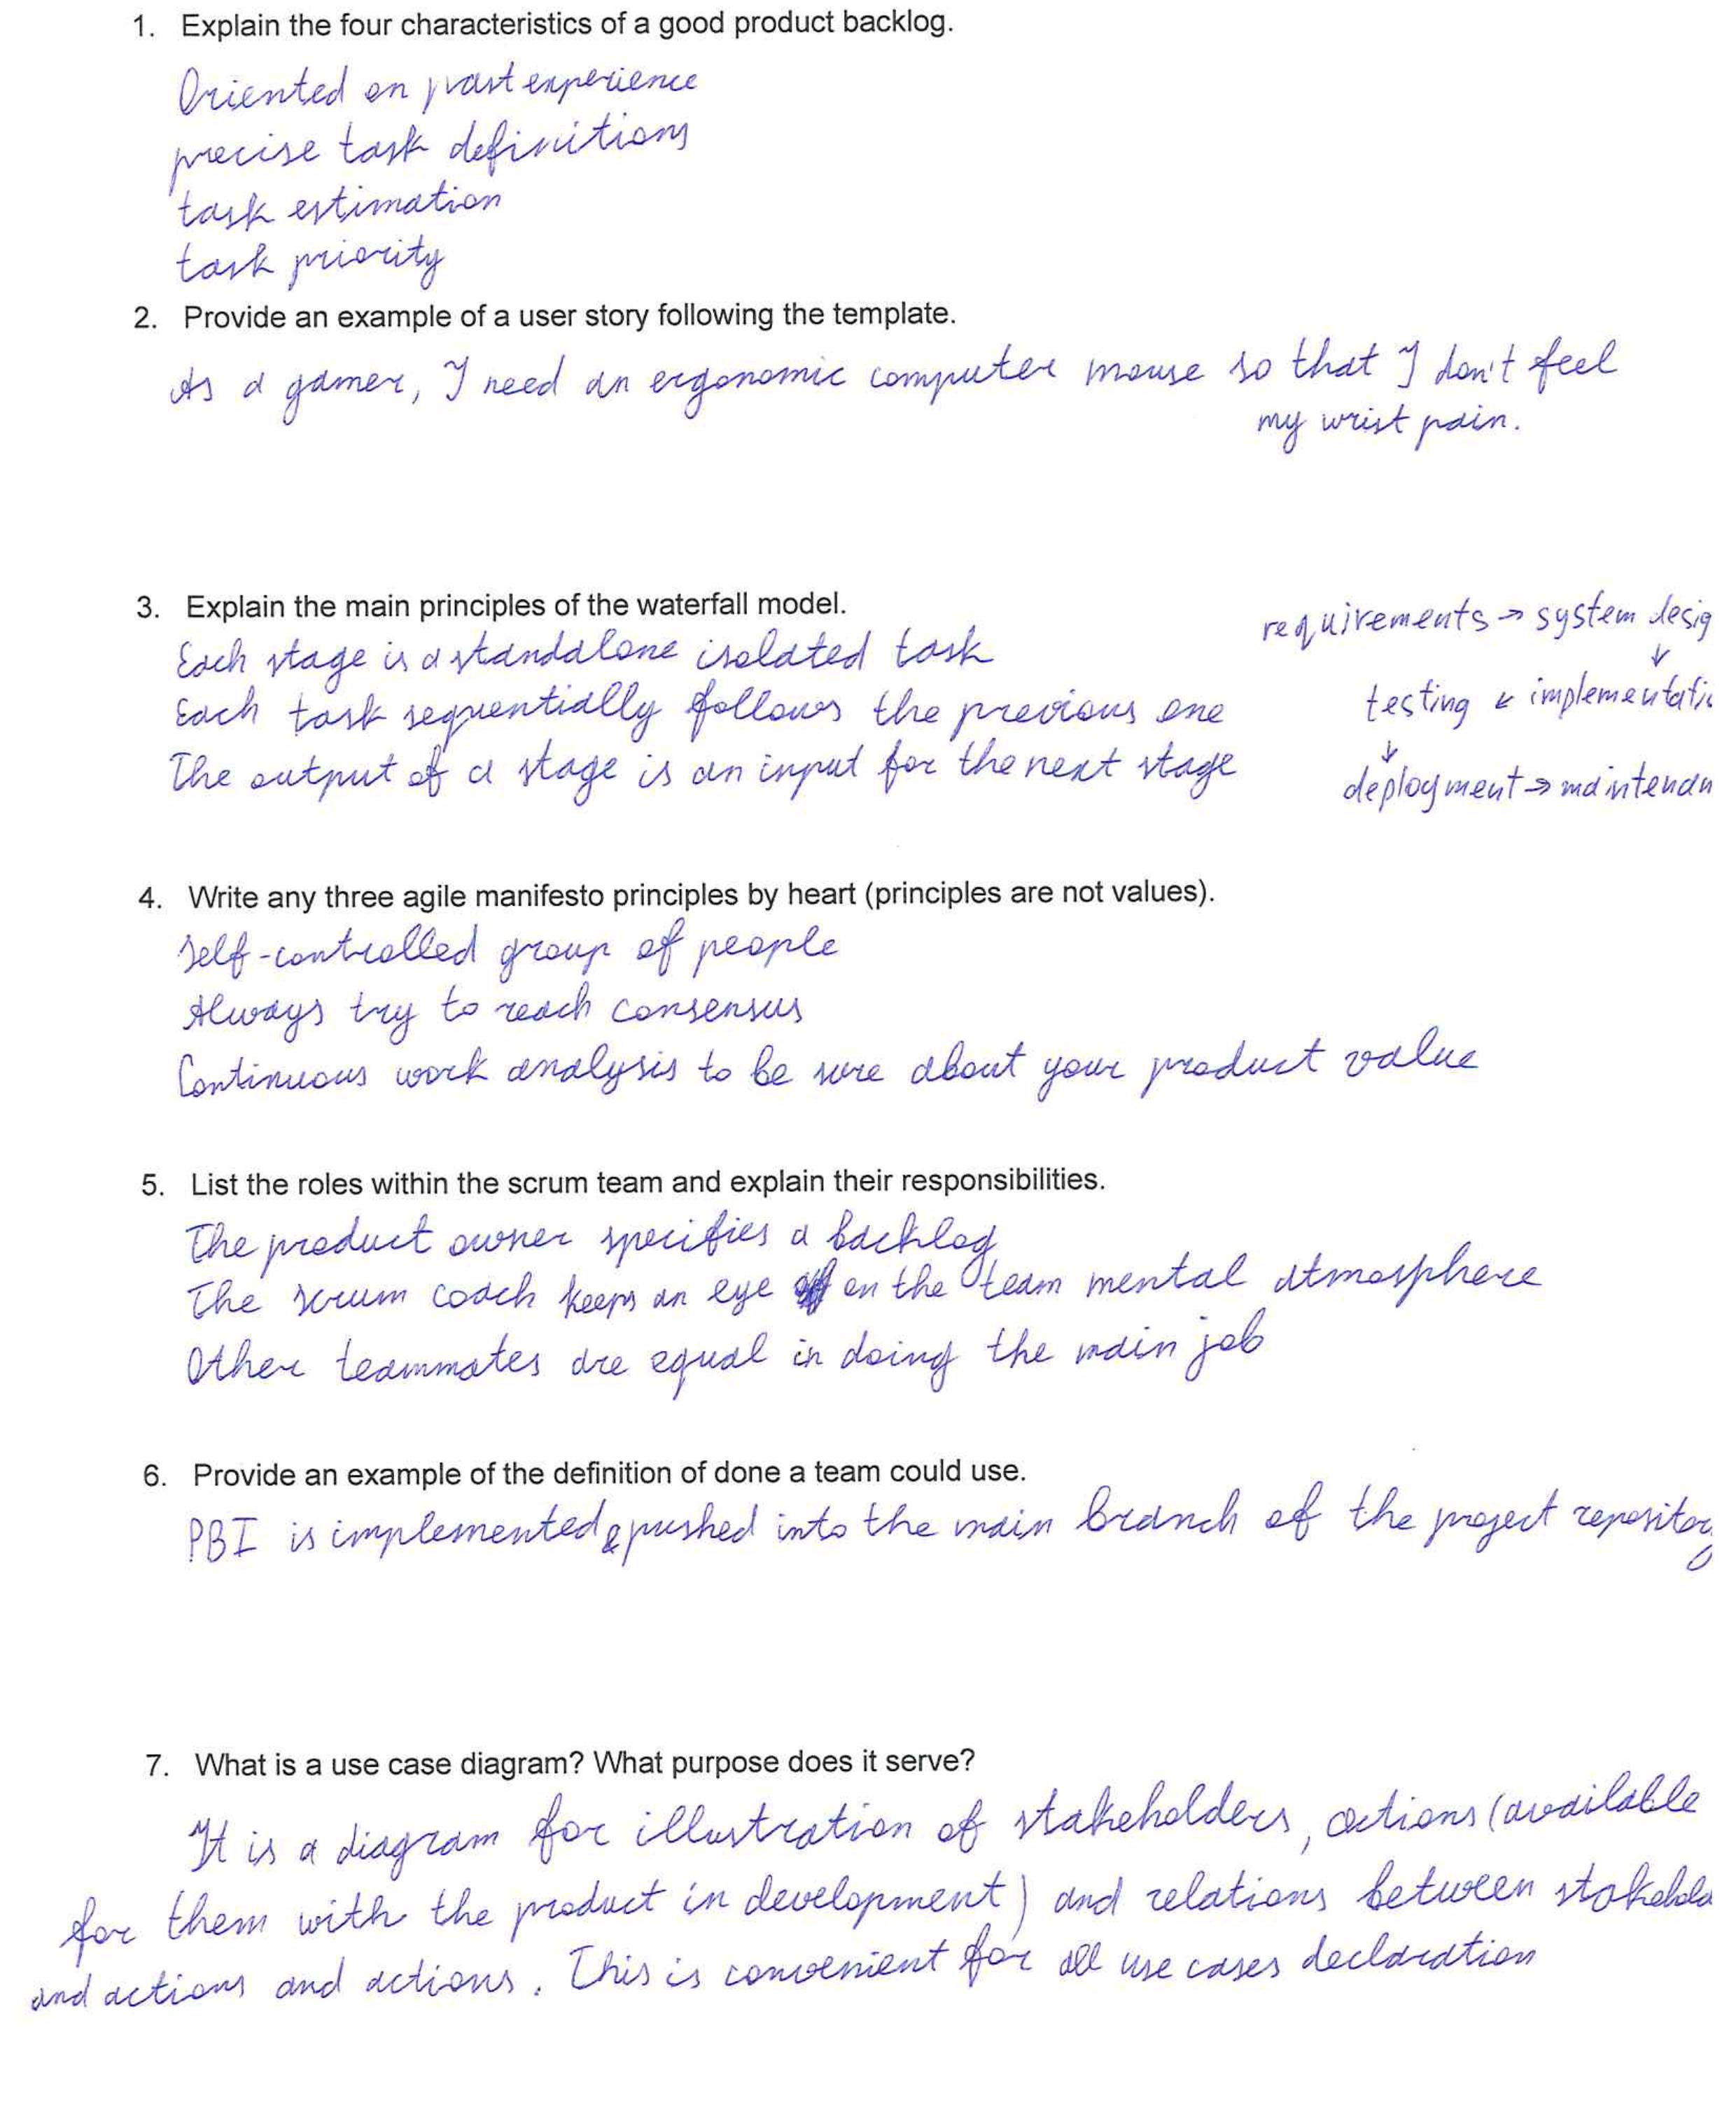 1. Explain the four characteristics of a good product backlog.
Oriented on past experience
precise task definitions
task estimation
task priority
2. Provide an example of a user story following the template.
As a gamer, I need an ergonomic computer mouse so that I don't feel
my wrist pain.
3. Explain the main principles of the waterfall model.
requirements → system desig
Each stage is a standalone isolated task
↓
Each task sequentially follows the previous one
testing ← implementati
The output of a stage is an input for the next stage
↓
deployment → maintenan
4. Write any three agile manifesto principles by heart (principles are not values).
Self-controlled group of people
Always try to reach consensus
Continuous work analysis to be sure about your product value
5. List the roles within the scrum team and explain their responsibilities.
The product owner specifies a backlog
The scrum coach keeps an eye on the team mental atmosphere
Other teammates are equal in doing the main job
6. Provide an example of the definition of done a team could use.
PBI is implemented & pushed into the main branch of the project repository
7. What is a use case diagram? What purpose does it serve?
It is a diagram for illustration of stakeholders, actions (available
for them with the product in development) and relations between stakehold
and actions and actions. This is convenient for all use cases declaration